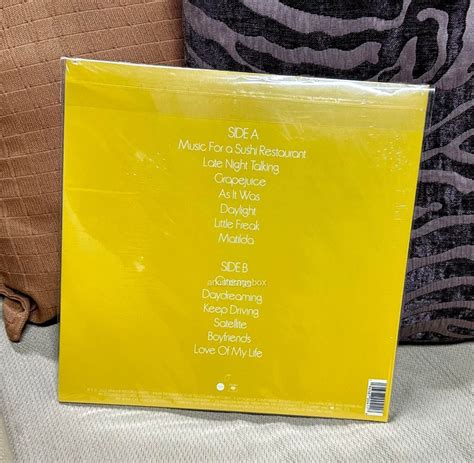 SIDE A
Music For a Sushi Restaurant
Late Night Talking
Grapejuice
As It Was
Daylight
Little Freak
Matilda
SIDE B
Cinema
Daydreaming
Keep Driving
Satellite
Boyfriends
Love Of My Life